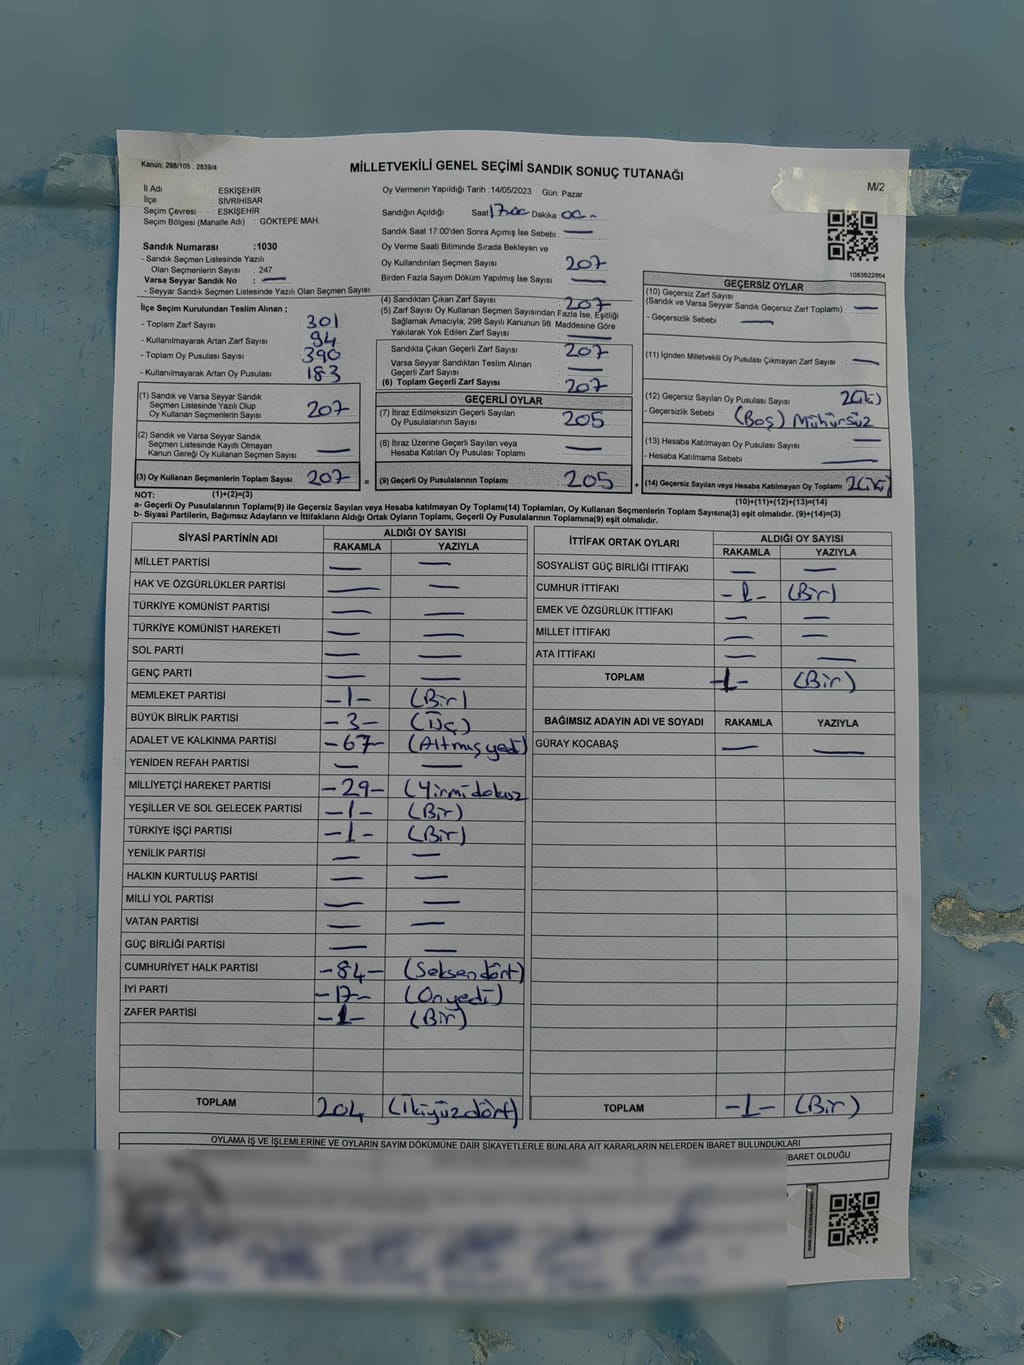 Kanun; 298/105 , 2839/4
MİLLETVEKİLİ GENEL SEÇİMİ SANDIK SONUÇ TUTANAĞI
M/2
İl Adı : ESKİŞEHİR
İlçe : SİVRİHİSAR
Seçim Çevresi : ESKİŞEHİR
Seçim Bölgesi (Mahalle Adı) : GÖKTEPE MAH.
Sandık Numarası :1030
- Sandık Seçmen Listesinde Yazılı
Olan Seçmenlerin Sayısı : 247
Varsa Seyyar Sandık No : —
- Seyyar Sandık Seçmen Listesinde Yazılı Olan Seçmen Sayısı:
İlçe Seçim Kurulundan Teslim Alınan ;
- Toplam Zarf Sayısı 301
- Kullanılmayarak Artan Zarf Sayısı : 94
- Toplam Oy Pusulası Sayısı : 390
- Kullanılmayarak Artan Oy Pusulası : 183
(1) Sandık ve Varsa Seyyar Sandık
Seçmen Listesinde Yazılı Olup
Oy Kullanan Seçmenlerin Sayısı 207
(2) Sandık ve Varsa Seyyar Sandık
Seçmen Listesinde Kayıtlı Olmayan
Kanun Gereği Oy Kullanan Seçmen Sayısı —
(3) Oy Kullanan Seçmenlerin Toplam Sayısı 207
Oy Vermenin Yapıldığı Tarih :14/05/2023 Gün: Pazar
Sandığın Açıldığı Saat 17:00 Dakika : 00 -
Sandık Saat 17:00'den Sonra Açımış İse Sebebi : —
Oy Verme Saati Bitiminde Sırada Bekleyen ve
Oy Kullandırılan Seçmen Sayısı 207
Birden Fazla Sayım Döküm Yapılmış İse Sayısı —
(4) Sandıktan Çıkan Zarf Sayısı 207
(5) Zarf Sayısı Oy Kullanan Seçmen Sayısından Fazla İse, Eşitliği
Sağlamak Amacıyla, 298 Sayılı Kanunun 98. Maddesine Göre
Yakılarak Yok Edilen Zarf Sayısı —
Sandıkta Çıkan Geçerli Zarf Sayısı 207
Varsa Seyyar Sandıktan Teslim Alınan
Geçerli Zarf Sayısı —
(6) Toplam Geçerli Zarf Sayısı 207
GEÇERLİ OYLAR
(7) İtiraz Edilmeksizin Geçerli Sayılan
Oy Pusulalarının Sayısı 205
(8) İtiraz Üzerine Geçerli Sayılan veya
Hesaba Katılan Oy Pusulası Toplamı —
= (9) Geçerli Oy Pusulalarının Toplamı 205
1083622864
GEÇERSİZ OYLAR
(10) Geçersiz Zarf Sayısı
(Sandık ve Varsa Seyyar Sandık Geçersiz Zarf Toplamı) : —
- Geçersizlik Sebebi : —
(11) İçinden Milletvekili Oy Pusulası Çıkmayan Zarf Sayısı : —
(12) Geçersiz Sayılan Oy Pusulası Sayısı 2(iki)
- Geçersizlik Sebebi : (Boş) Mühürsüz
(13) Hesaba Katılmayan Oy Pusulası Sayısı —
- Hesaba Katılmama Sebebi : —
+ (14) Geçersiz Sayılan veya Hesaba Katılmayan Oy Toplamı 2(iki)
NOT: (1)+(2)=(3) (10)+(11)+(12)+(13)=(14)
a- Geçerli Oy Pusulalarının Toplamı(9) ile Geçersiz Sayılan veya Hesaba katılmayan Oy Toplamı(14) Toplamları, Oy Kullanan Seçmenlerin Toplam Sayısına(3) eşit olmalıdır. (9)+(14)=(3)
b- Siyasi Partilerin, Bağımsız Adayların ve İttifakların Aldığı Ortak Oyların Toplamı, Geçerli Oy Pusulalarının Toplamına(9) eşit olmalıdır.
SİYASİ PARTİNİN ADI ALDIĞI OY SAYISI
RAKAMLA YAZIYLA
MİLLET PARTİSİ — —
HAK VE ÖZGÜRLÜKLER PARTİSİ — —
TÜRKİYE KOMÜNİST PARTİSİ — —
TÜRKİYE KOMÜNİST HAREKETİ — —
SOL PARTİ — —
GENÇ PARTİ — —
MEMLEKET PARTİSİ -1- (Bir)
BÜYÜK BİRLİK PARTİSİ -3- (Üç)
ADALET VE KALKINMA PARTİSİ -67- (Altmışyedi)
YENİDEN REFAH PARTİSİ — —
MİLLİYETÇİ HAREKET PARTİSİ -29- (Yirmidokuz
YEŞİLLER VE SOL GELECEK PARTİSİ -1- (Bir)
TÜRKİYE İŞÇİ PARTİSİ -1- (Bir)
YENİLİK PARTİSİ — —
HALKIN KURTULUŞ PARTİSİ — —
MİLLİ YOL PARTİSİ — —
VATAN PARTİSİ — —
GÜÇ BİRLİĞİ PARTİSİ — —
CUMHURİYET HALK PARTİSİ -84- (Seksendört)
İYİ PARTİ -17- (Onyedi)
ZAFER PARTİSİ -1- (Bir)
TOPLAM 204 (İkiyüzdört)
İTTİFAK ORTAK OYLARI ALDIĞI OY SAYISI
RAKAMLA YAZIYLA
SOSYALİST GÜÇ BİRLİĞİ İTTİFAKI — —
CUMHUR İTTİFAKI -1- (Bir)
EMEK VE ÖZGÜRLÜK İTTİFAKI — —
MİLLET İTTİFAKI — —
ATA İTTİFAKI — —
TOPLAM -1- (Bir)
BAĞIMSIZ ADAYIN ADI VE SOYADI RAKAMLA YAZIYLA
GÜRAY KOCABAŞ — —
TOPLAM -1- (Bir)
OYLAMA İŞ VE İŞLEMLERİNE VE OYLARIN SAYIM DÖKÜMÜNE DAİR ŞİKAYETLERLE BUNLARA AİT KARARLARIN NELERDEN İBARET BULUNDUKLARI
İBARET OLDUĞU